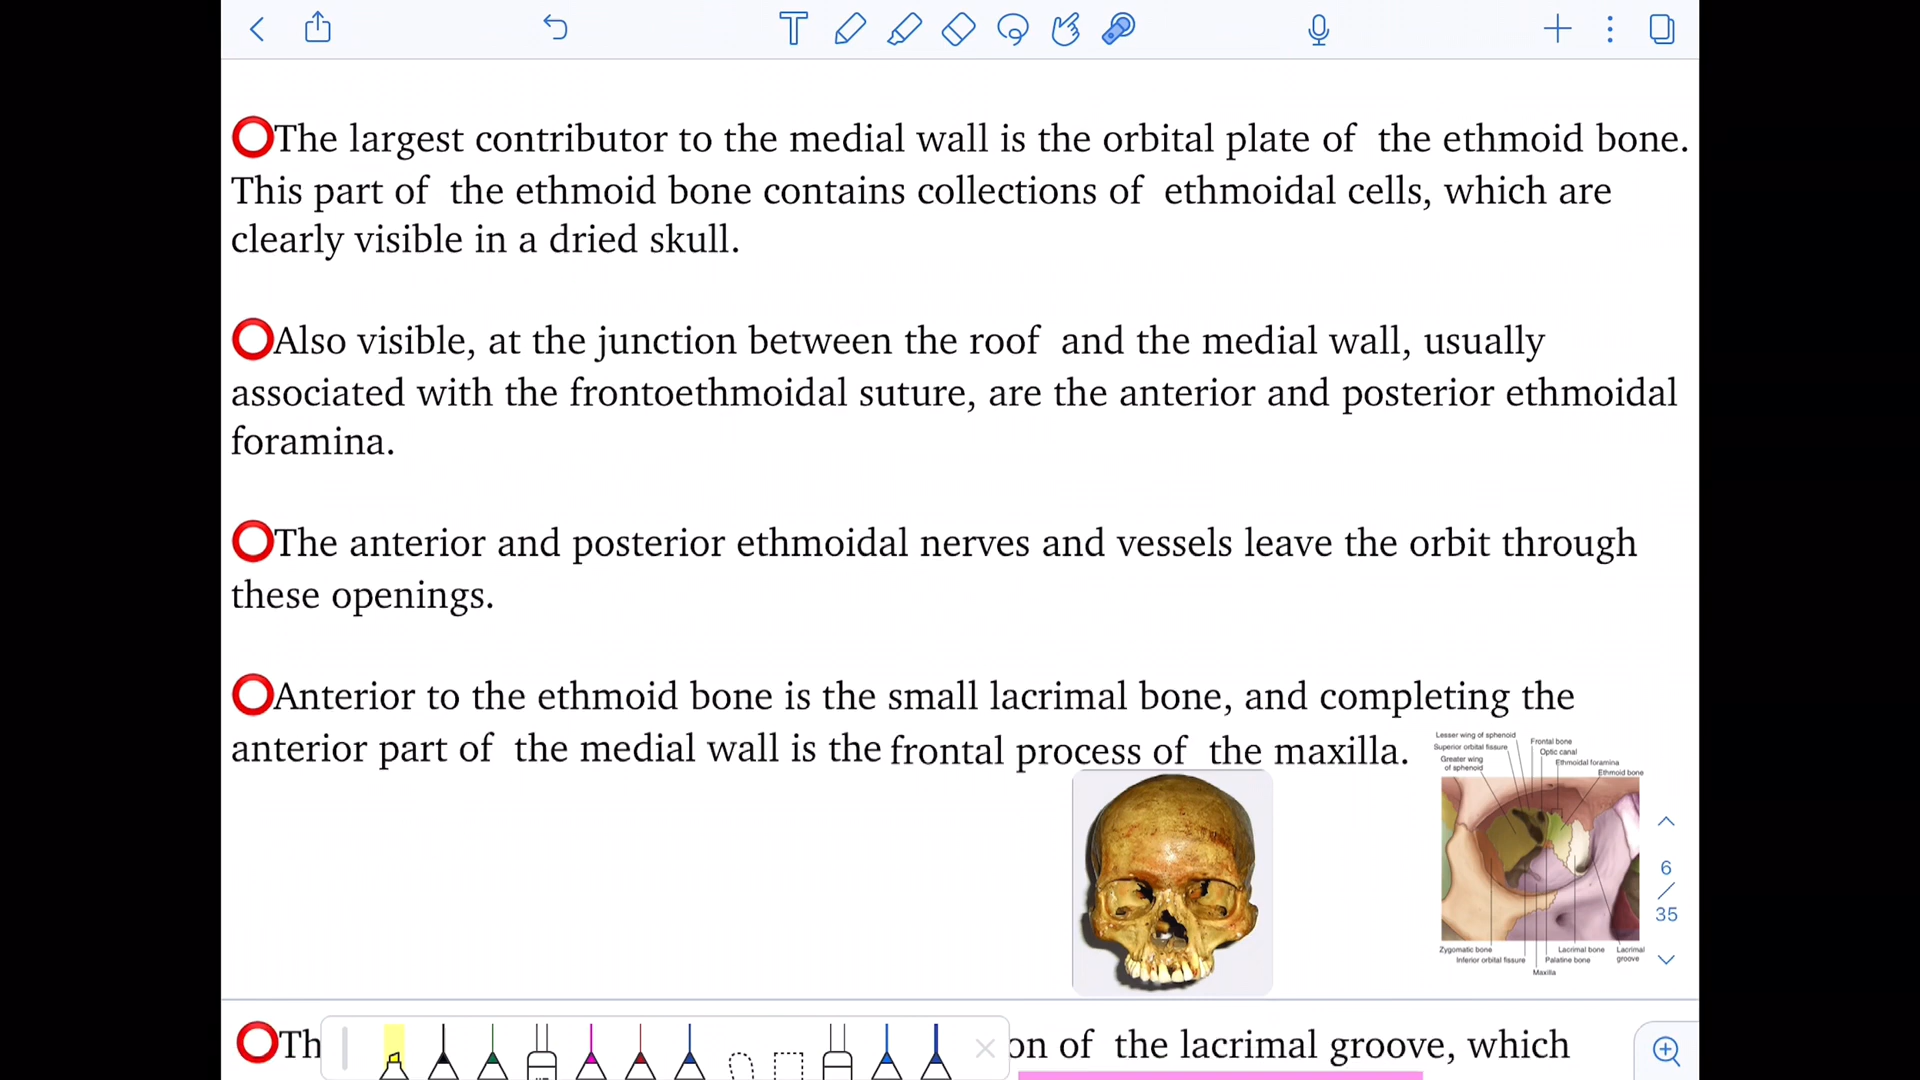 The largest contributor to the medial wall is the orbital plate of the ethmoid bone.
This part of the ethmoid bone contains collections of ethmoidal cells, which are
clearly visible in a dried skull.
Also visible, at the junction between the roof and the medial wall, usually
associated with the frontoethmoidal suture, are the anterior and posterior ethmoidal
foramina.
The anterior and posterior ethmoidal nerves and vessels leave the orbit through
these openings.
Anterior to the ethmoid bone is the small lacrimal bone, and completing the
anterior part of the medial wall is the frontal process of the maxilla.
Lesser wing of sphenoid
Superior orbital fissure
Greater wing
of sphenoid
Frontal bone
Optic canal
Ethmoidal foramina
Ethmoid bone
Zygomatic bone
Inferior orbital fissure
Maxilla
Palatine bone
Lacrimal bone
Lacrimal
groove
6
/
35
of the lacrimal groove, which